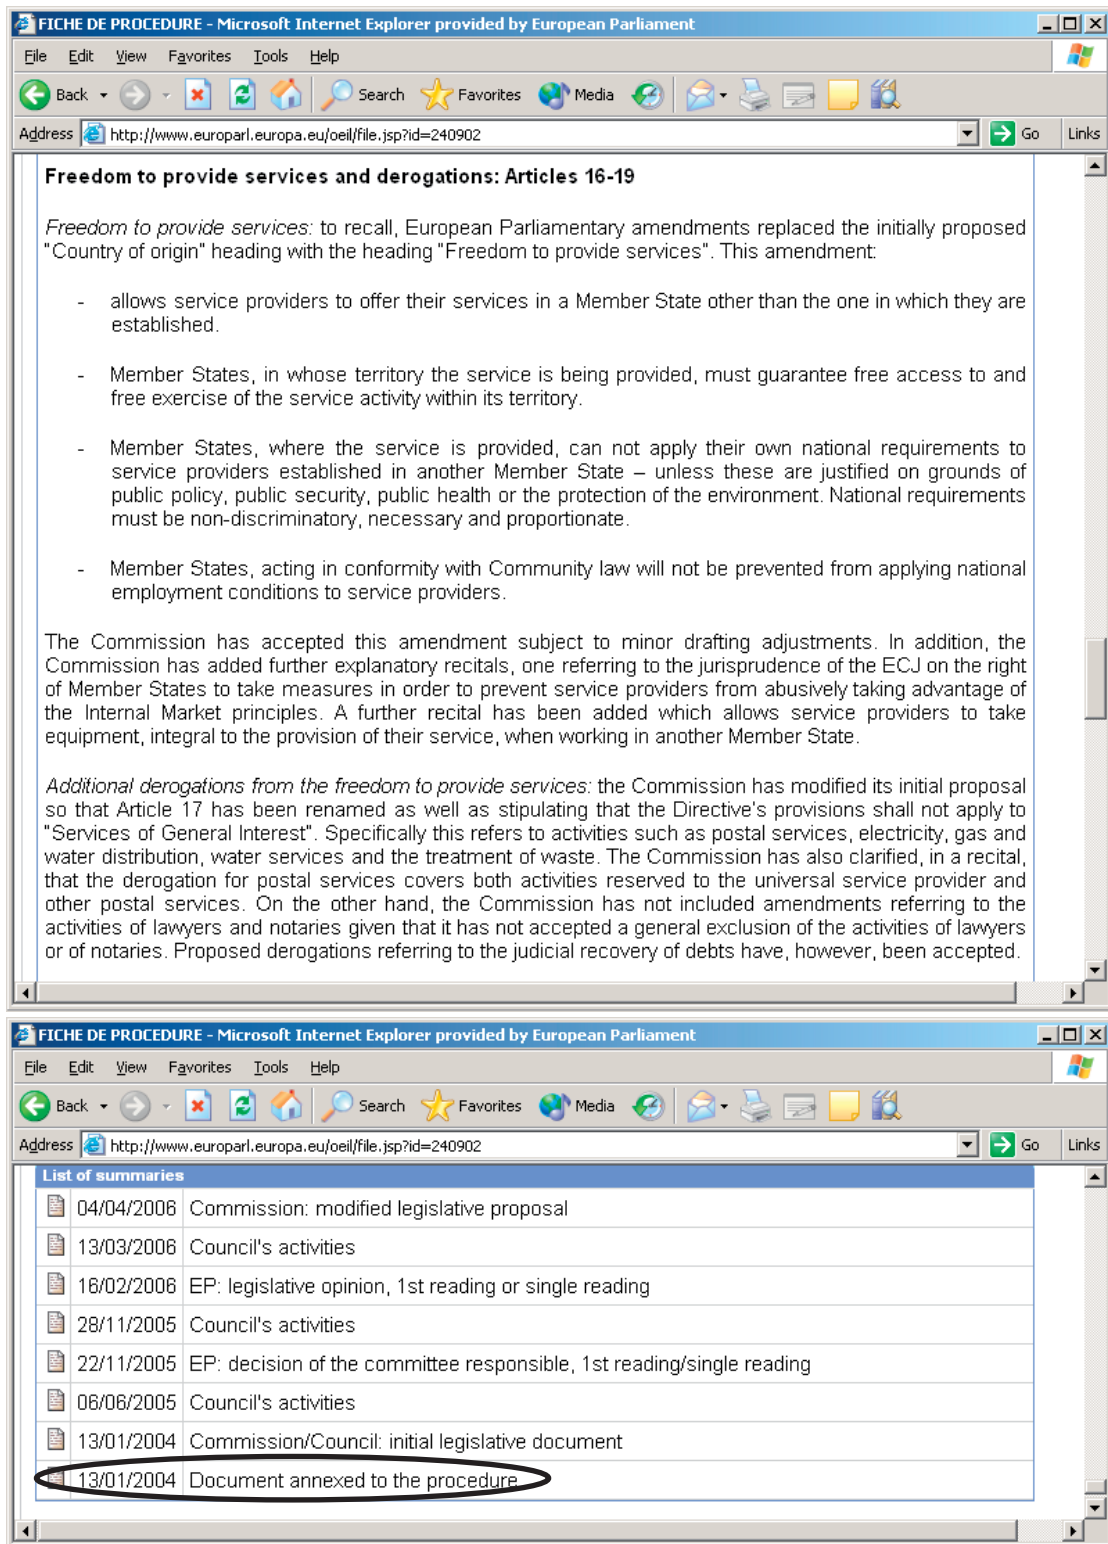 FICHE DE PROCEDURE - Microsoft Internet Explorer provided by European Parliament
File Edit View Favorites Tools Help
Back Search Favorites Media
Address http://www.europarl.europa.eu/oeil/file.jsp?id=240902 Go Links
Freedom to provide services and derogations: Articles 16-19
Freedom to provide services: to recall, European Parliamentary amendments replaced the initially proposed
"Country of origin" heading with the heading "Freedom to provide services". This amendment:
- allows service providers to offer their services in a Member State other than the one in which they are
established.
- Member States, in whose territory the service is being provided, must guarantee free access to and
free exercise of the service activity within its territory.
- Member States, where the service is provided, can not apply their own national requirements to
service providers established in another Member State – unless these are justified on grounds of
public policy, public security, public health or the protection of the environment. National requirements
must be non-discriminatory, necessary and proportionate.
- Member States, acting in conformity with Community law will not be prevented from applying national
employment conditions to service providers.
The Commission has accepted this amendment subject to minor drafting adjustments. In addition, the
Commission has added further explanatory recitals, one referring to the jurisprudence of the ECJ on the right
of Member States to take measures in order to prevent service providers from abusively taking advantage of
the Internal Market principles. A further recital has been added which allows service providers to take
equipment, integral to the provision of their service, when working in another Member State.
Additional derogations from the freedom to provide services: the Commission has modified its initial proposal
so that Article 17 has been renamed as well as stipulating that the Directive's provisions shall not apply to
"Services of General Interest". Specifically this refers to activities such as postal services, electricity, gas and
water distribution, water services and the treatment of waste. The Commission has also clarified, in a recital,
that the derogation for postal services covers both activities reserved to the universal service provider and
other postal services. On the other hand, the Commission has not included amendments referring to the
activities of lawyers and notaries given that it has not accepted a general exclusion of the activities of lawyers
or of notaries. Proposed derogations referring to the judicial recovery of debts have, however, been accepted.
FICHE DE PROCEDURE - Microsoft Internet Explorer provided by European Parliament
File Edit View Favorites Tools Help
Back Search Favorites Media
Address http://www.europarl.europa.eu/oeil/file.jsp?id=240902 Go Links
List of summaries
04/04/2006 Commission: modified legislative proposal
13/03/2006 Council's activities
16/02/2006 EP: legislative opinion, 1st reading or single reading
28/11/2005 Council's activities
22/11/2005 EP: decision of the committee responsible, 1st reading/single reading
06/06/2005 Council's activities
13/01/2004 Commission/Council: initial legislative document
13/01/2004 Document annexed to the procedure